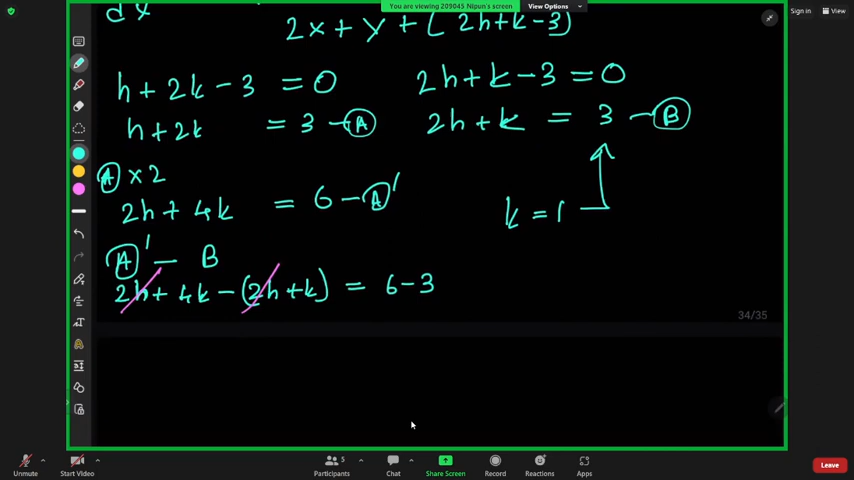 You are viewing 209045 Nipun's screen
View Options
Sign in
View
dx
2x + y + (2h + k - 3)
h + 2k - 3 = 0
2h + k - 3 = 0
h + 2k = 3 - A
2h + k = 3 - B
A × 2
2h + 4k = 6 - A'
k = 1
A' - B
2h + 4k - (2h + k) = 6 - 3
34/35
Unmute
Start Video
5
Participants
Chat
Share Screen
Record
Reactions
Apps
Leave